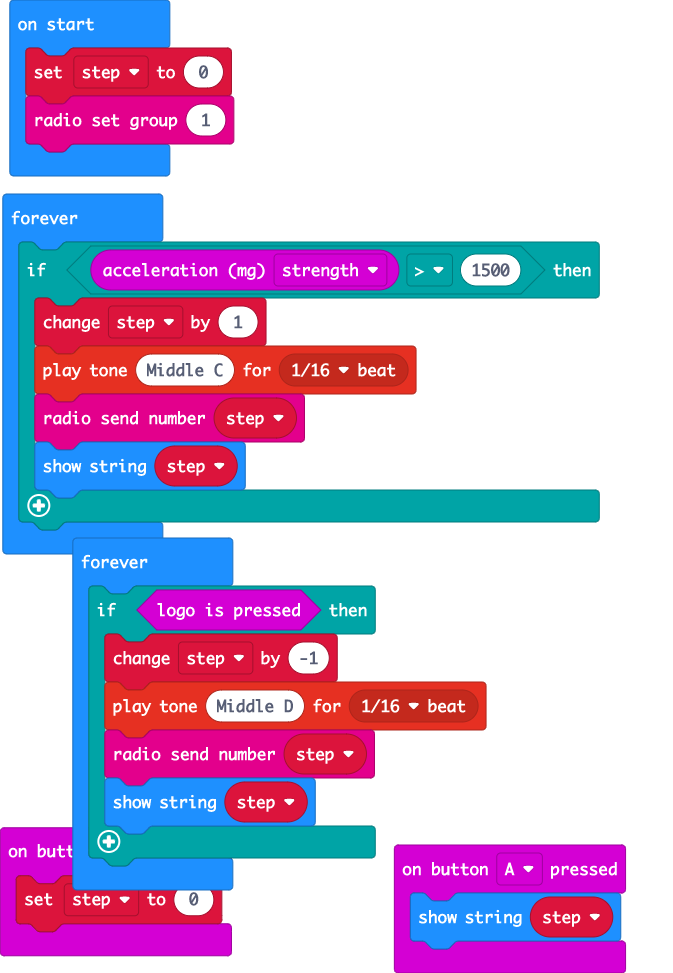 on start
set step to 0
radio set group 1
forever
if acceleration (mg) strength > 1500 then
change step by 1
play tone Middle C for 1/16 beat
radio send number step
show string step
forever
if logo is pressed then
change step by -1
play tone Middle D for 1/16 beat
radio send number step
show string step
on butt
set step to 0
on button A pressed
show string step